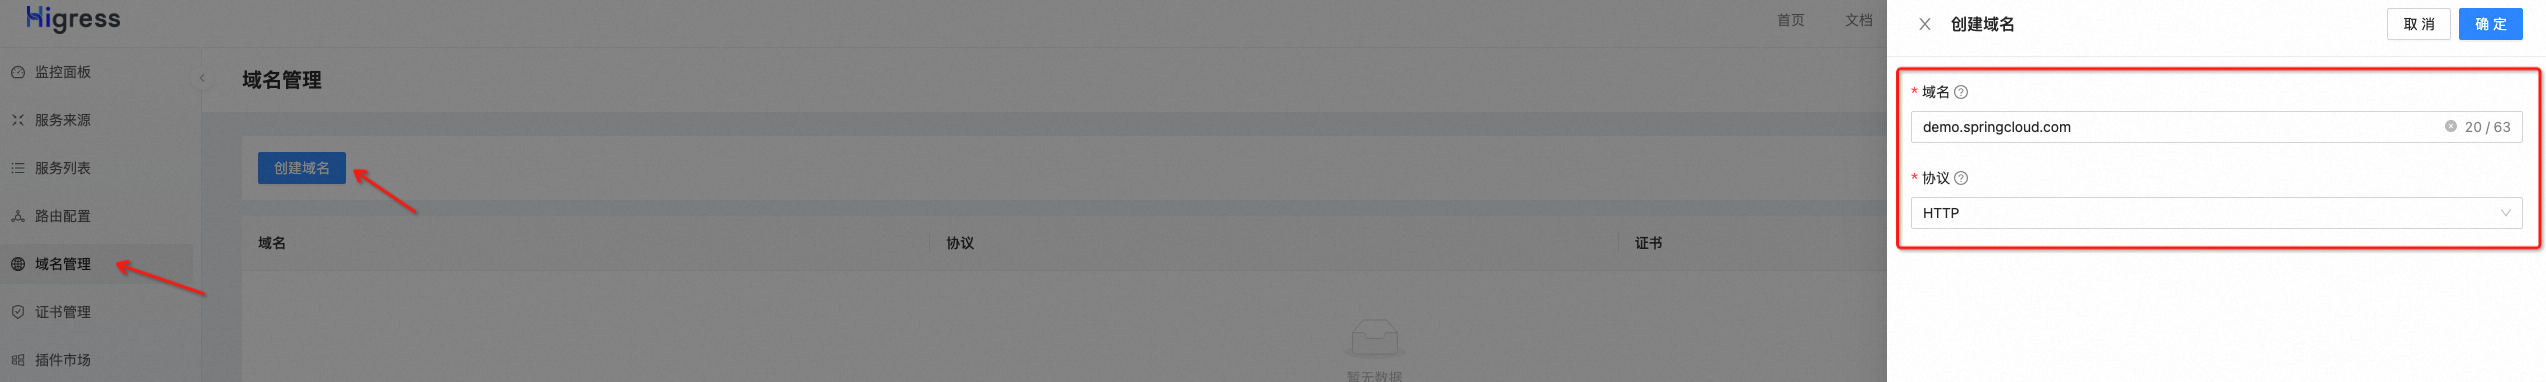 Higress
首页
文档
监控面板
服务来源
服务列表
路由配置
域名管理
证书管理
插件市场
域名管理
创建域名
域名
协议
证书
暂无数据
创建域名
取 消
确 定
* 域名
demo.springcloud.com
20 / 63
* 协议
HTTP